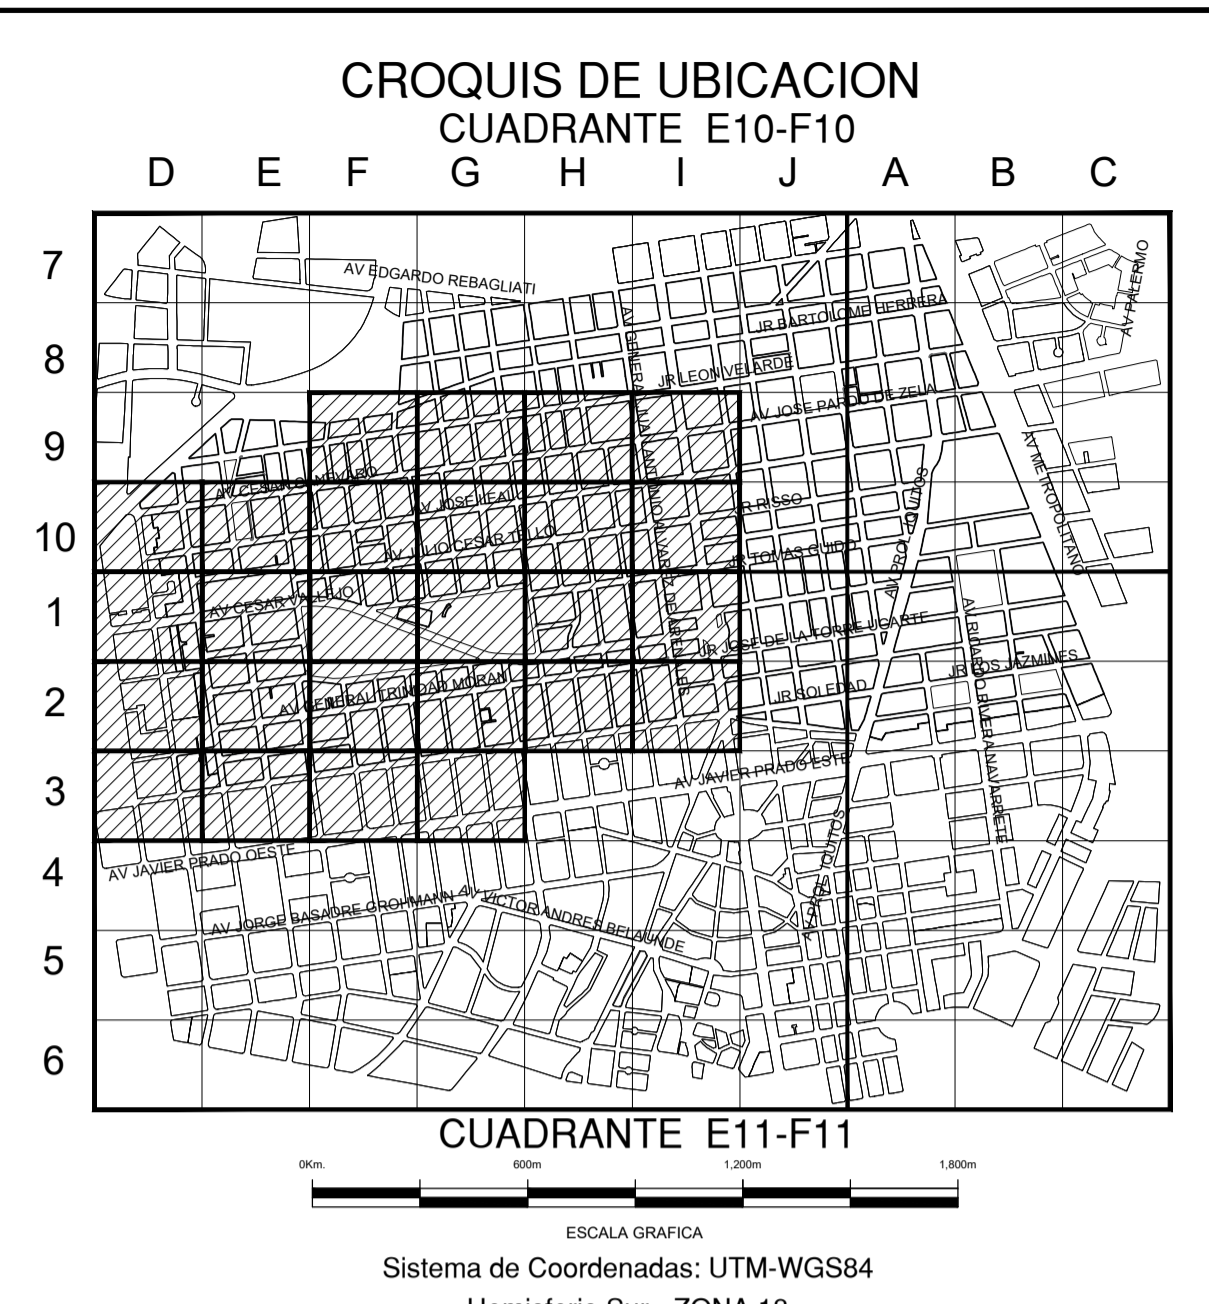 CROQUIS DE UBICACION
CUADRANTE E10-F10
D E F G H I J A B C
7
AV EDGARDO REBAGLIATI
AV PALERMO
JR BARTOLOME HERRERA
8
JR LEON VELARDE
AV JOSE PARDO DE ZELA
9
AV METROPOLITANO
AV JOSE LEAL
JR RISSO
AV PROL IQUITOS
10
AV JULIO CESAR TELLO
JR TOMAS GUIDO
1
AV CESAR VALLEJO
JR JOSE DE LA TORRE UGARTE
AV RICARDO RIVERA NAVARRETE
JR LOS JAZMINES
2
AV GENERAL TRINIDAD MORAN
JR SOLEDAD
3
AV JAVIER PRADO ESTE
4
AV JAVIER PRADO OESTE
AV PROL IQUITOS
AV JORGE BASADRE GROHMANN
AV VICTOR ANDRES BELAUNDE
5
6
CUADRANTE E11-F11
0Km. 600m 1,200m 1,800m
ESCALA GRAFICA
Sistema de Coordenadas: UTM-WGS84